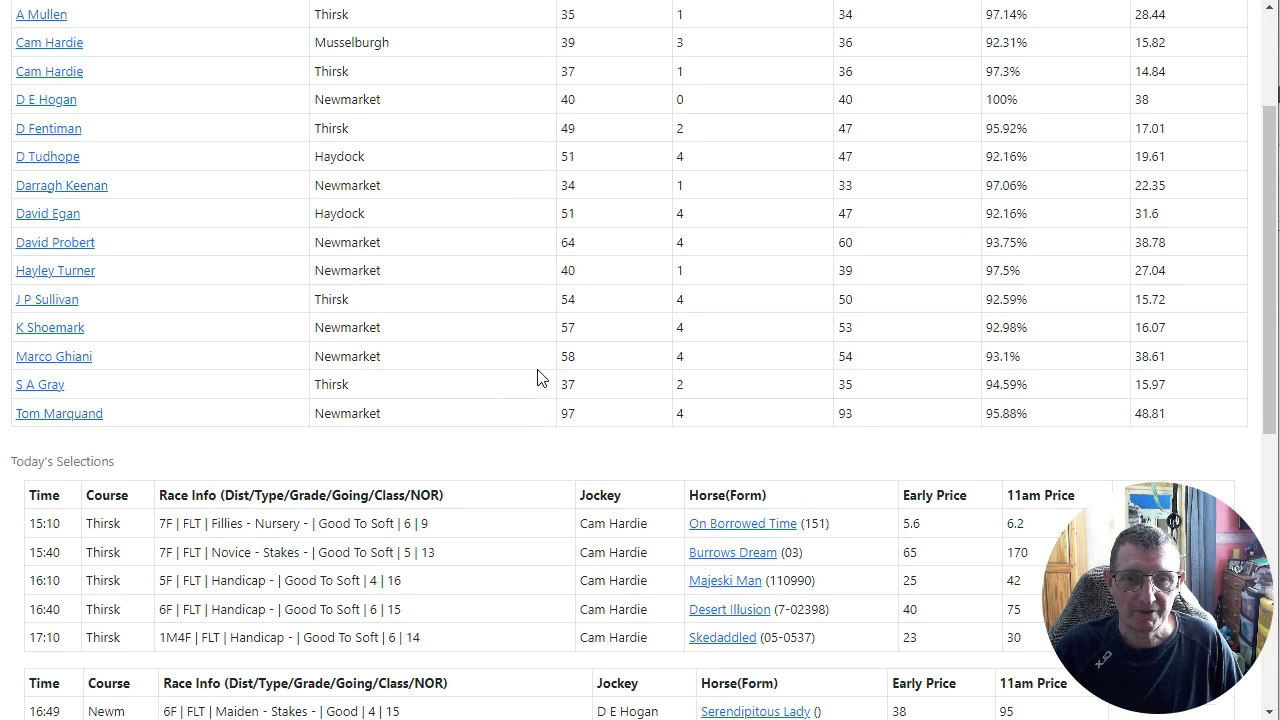 A Mullen Thirsk 35 1 34 97.14% 28.44
Cam Hardie Musselburgh 39 3 36 92.31% 15.82
Cam Hardie Thirsk 37 1 36 97.3% 14.84
D E Hogan Newmarket 40 0 40 100% 38
D Fentiman Thirsk 49 2 47 95.92% 17.01
D Tudhope Haydock 51 4 47 92.16% 19.61
Darragh Keenan Newmarket 34 1 33 97.06% 22.35
David Egan Haydock 51 4 47 92.16% 31.6
David Probert Newmarket 64 4 60 93.75% 38.78
Hayley Turner Newmarket 40 1 39 97.5% 27.04
J P Sullivan Thirsk 54 4 50 92.59% 15.72
K Shoemark Newmarket 57 4 53 92.98% 16.07
Marco Ghiani Newmarket 58 4 54 93.1% 38.61
S A Gray Thirsk 37 2 35 94.59% 15.97
Tom Marquand Newmarket 97 4 93 95.88% 48.81
Today's Selections
Time Course Race Info (Dist/Type/Grade/Going/Class/NOR) Jockey Horse(Form) Early Price 11am Price
15:10 Thirsk 7F | FLT | Fillies - Nursery - | Good To Soft | 6 | 9 Cam Hardie On Borrowed Time (151) 5.6 6.2
15:40 Thirsk 7F | FLT | Novice - Stakes - | Good To Soft | 5 | 13 Cam Hardie Burrows Dream (03) 65 170
16:10 Thirsk 5F | FLT | Handicap - | Good To Soft | 4 | 16 Cam Hardie Majeski Man (110990) 25 42
16:40 Thirsk 6F | FLT | Handicap - | Good To Soft | 6 | 15 Cam Hardie Desert Illusion (7-02398) 40 75
17:10 Thirsk 1M4F | FLT | Handicap - | Good To Soft | 6 | 14 Cam Hardie Skedaddled (05-0537) 23 30
Time Course Race Info (Dist/Type/Grade/Going/Class/NOR) Jockey Horse(Form) Early Price 11am Price
16:49 Newm 6F | FLT | Maiden - Stakes - | Good | 4 | 15 D E Hogan Serendipitous Lady () 38 95